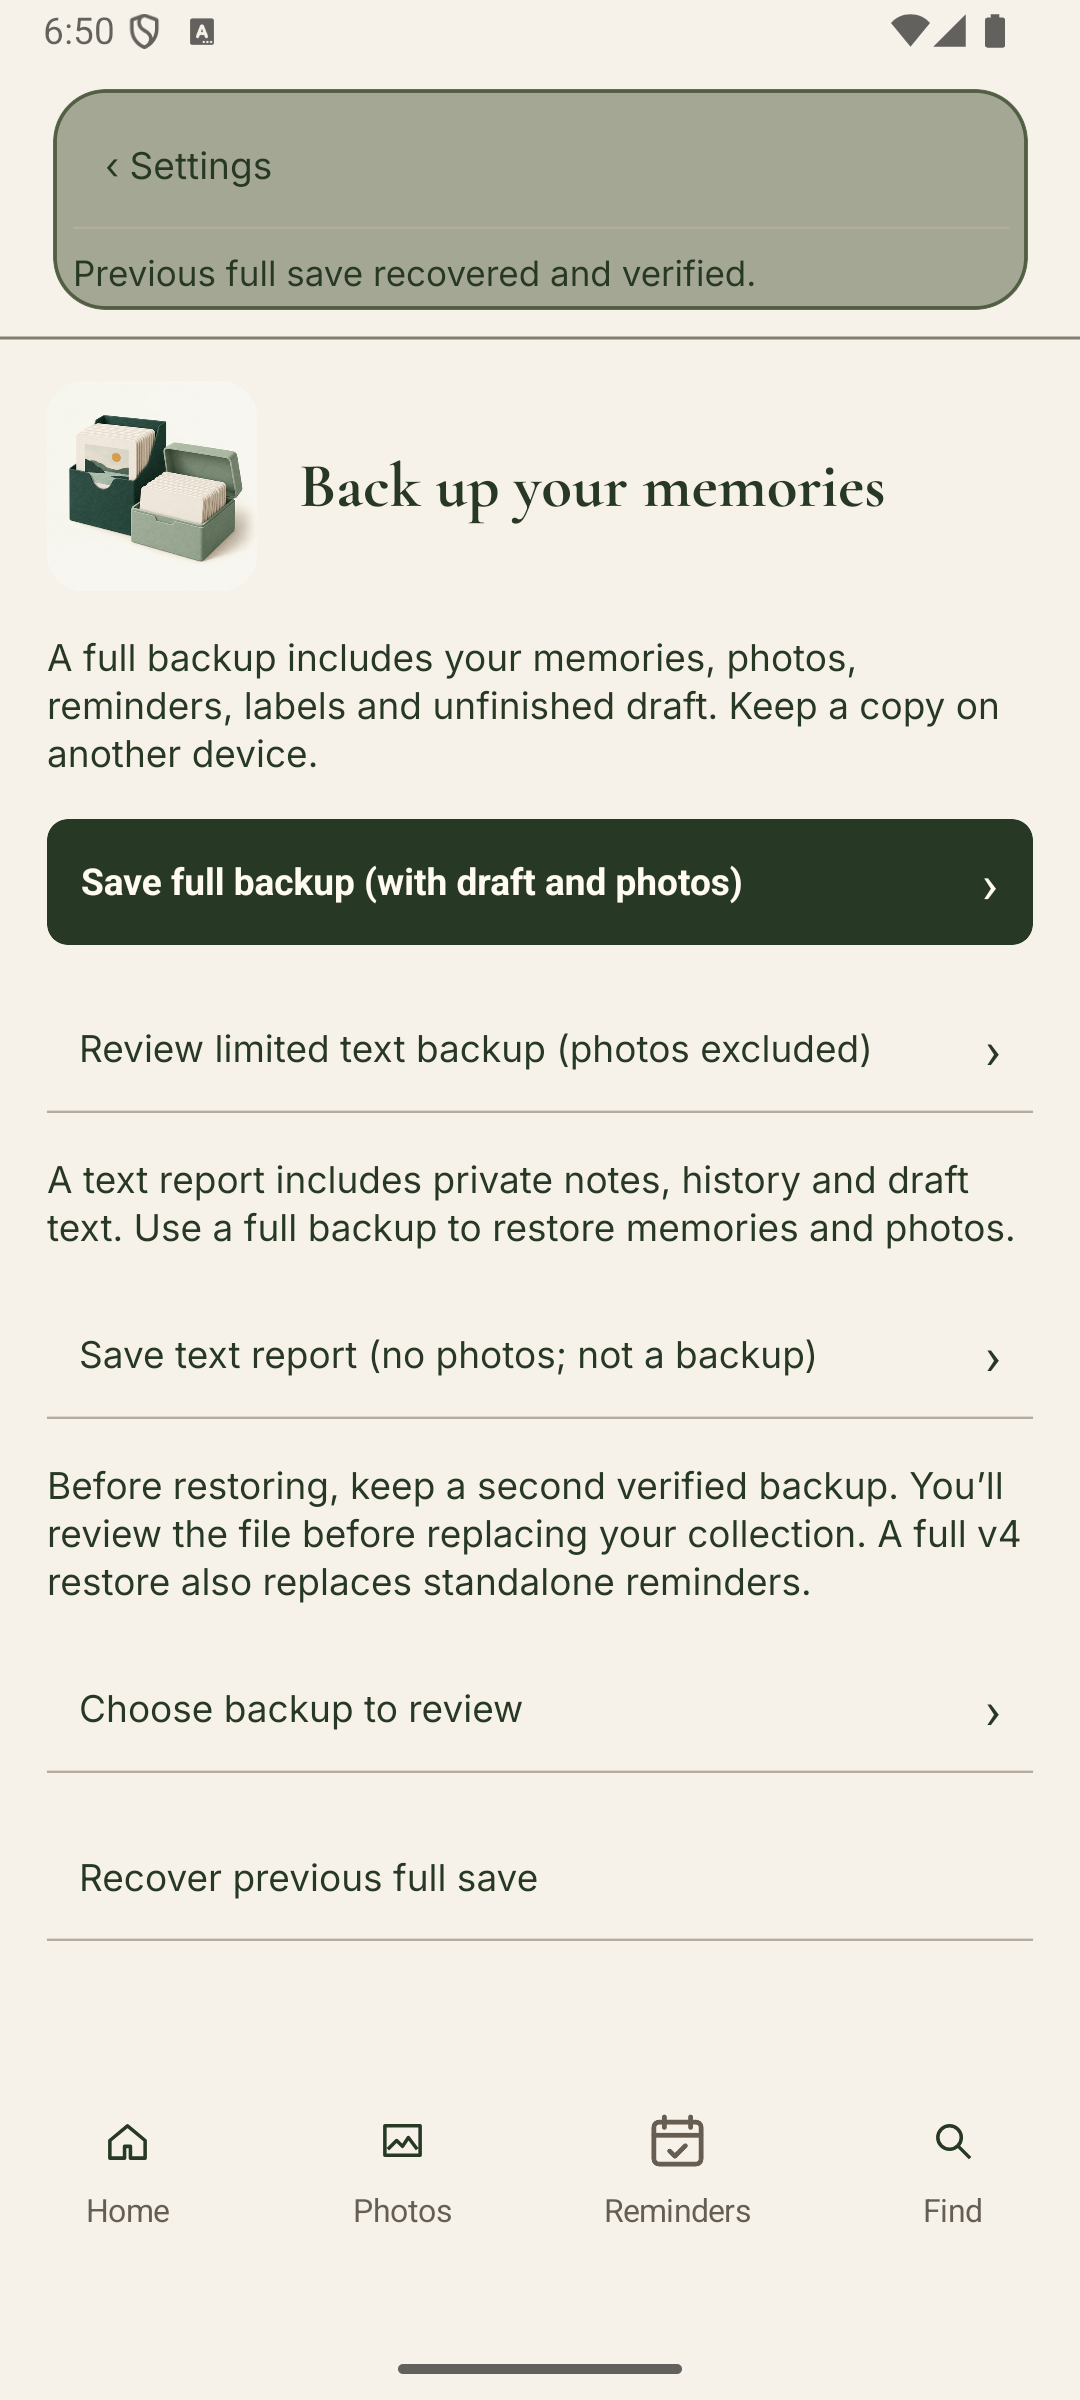 6:50
A
‹ Settings
Previous full save recovered and verified.
Back up your memories
A full backup includes your memories, photos,
reminders, labels and unfinished draft. Keep a copy on
another device.
Save full backup (with draft and photos) ›
Review limited text backup (photos excluded) ›
A text report includes private notes, history and draft
text. Use a full backup to restore memories and photos.
Save text report (no photos; not a backup) ›
Before restoring, keep a second verified backup. You’ll
review the file before replacing your collection. A full v4
restore also replaces standalone reminders.
Choose backup to review ›
Recover previous full save
Home
Photos
Reminders
Find